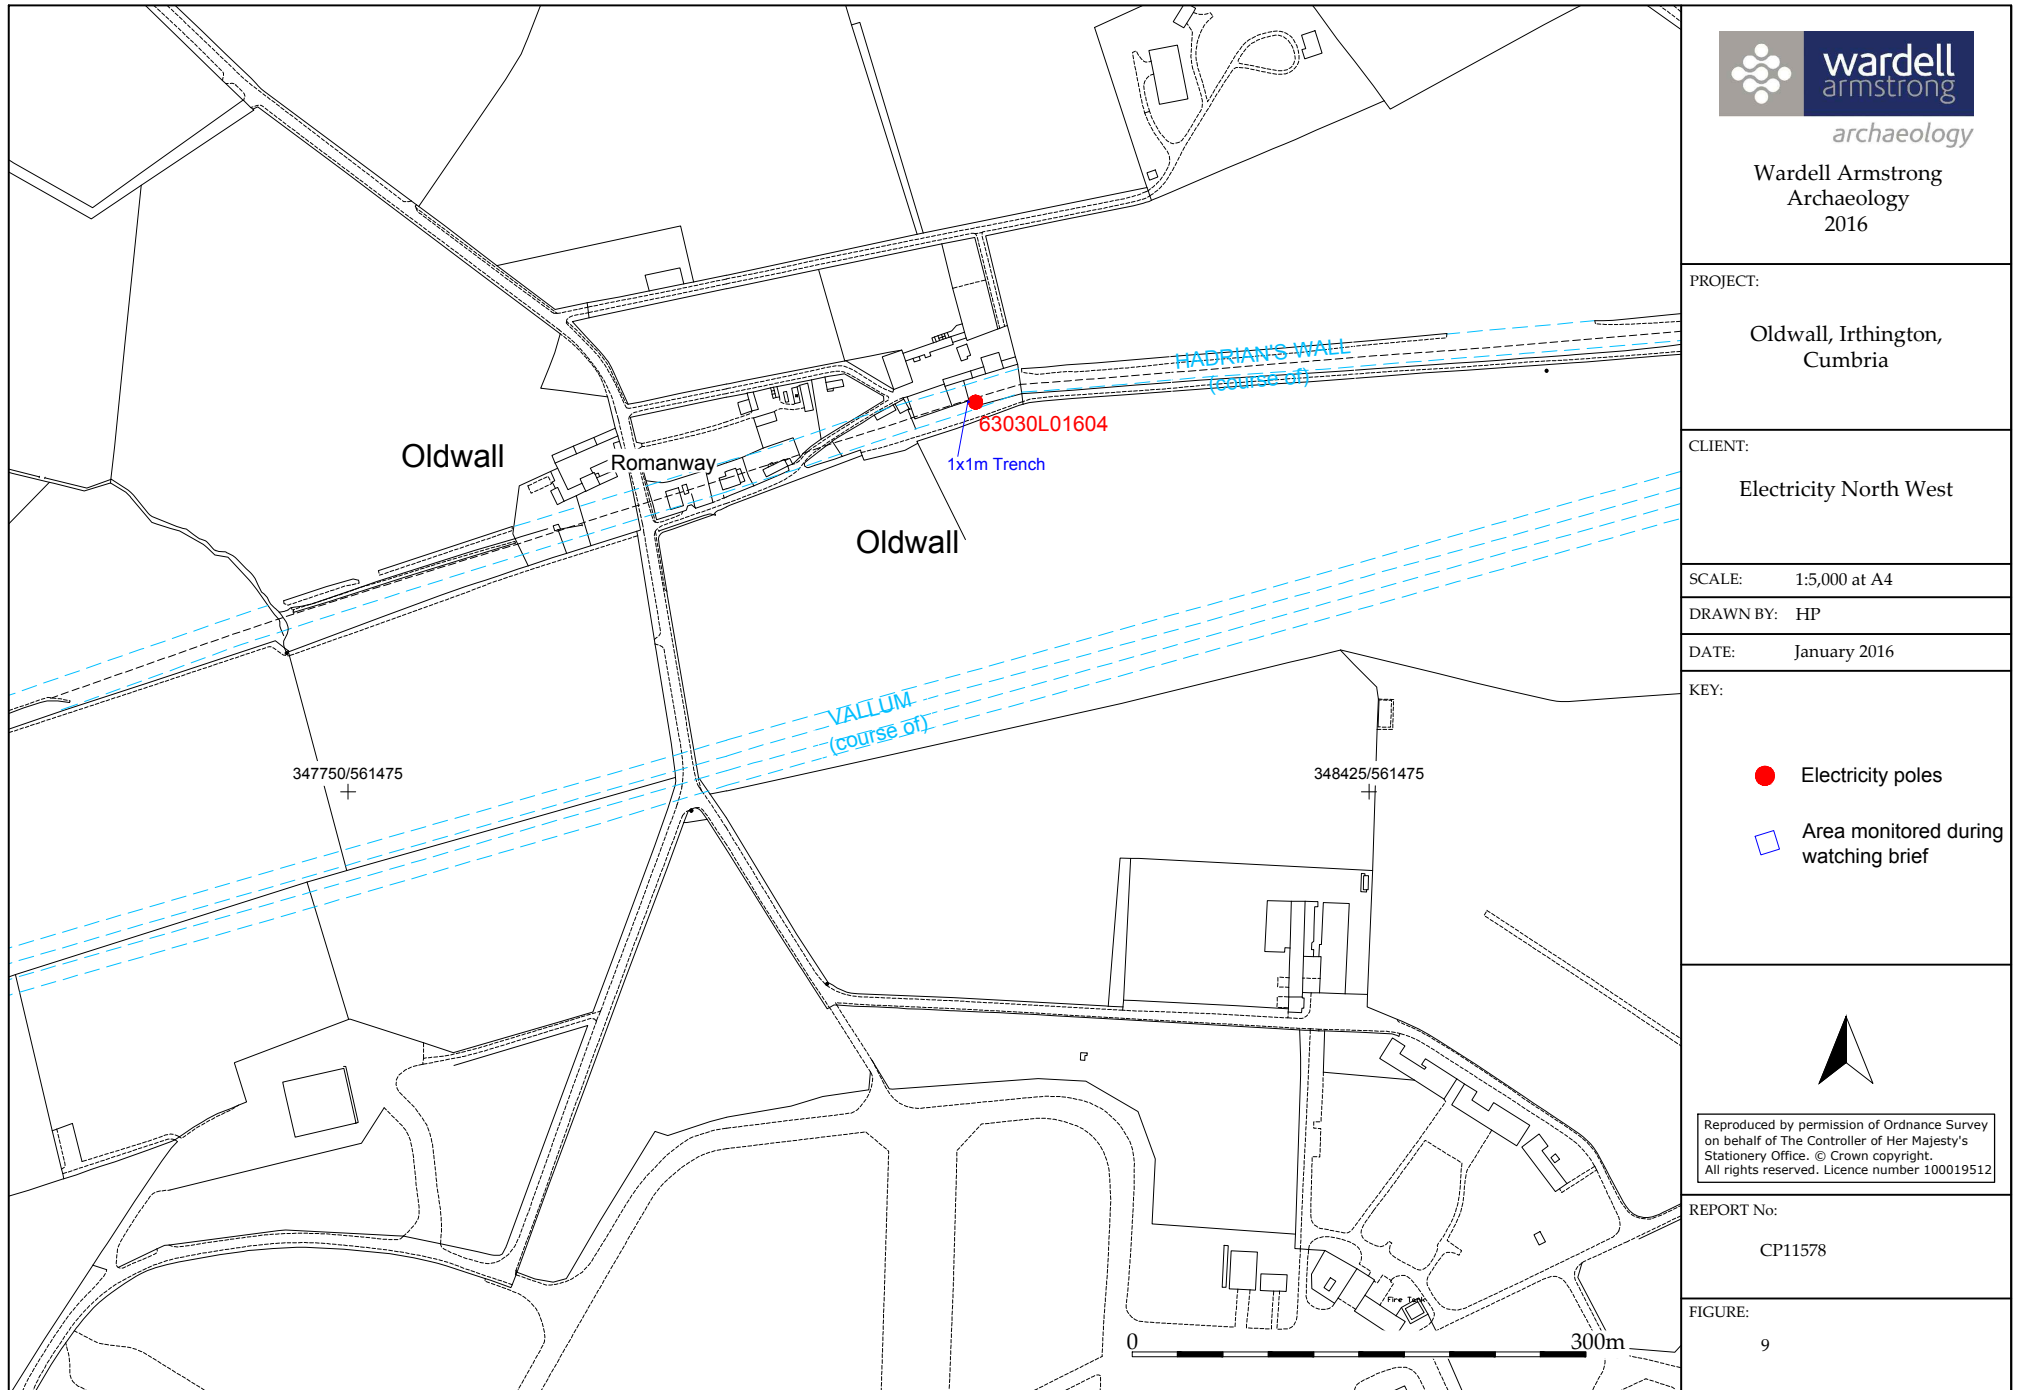 HADRIAN'S WALL
(course of)
63030L01604
Oldwall
Romanway
1x1m Trench
Oldwall
VALLUM
(course of)
347750/561475
348425/561475
Fire Tank
0
300m
wardell
armstrong
archaeology
Wardell Armstrong
Archaeology
2016
PROJECT:
Oldwall, Irthington,
Cumbria
CLIENT:
Electricity North West
SCALE: 1:5,000 at A4
DRAWN BY: HP
DATE: January 2016
KEY:
Electricity poles
Area monitored during
watching brief
Reproduced by permission of Ordnance Survey
on behalf of The Controller of Her Majesty's
Stationery Office. © Crown copyright.
All rights reserved. Licence number 100019512
REPORT No:
CP11578
FIGURE:
9